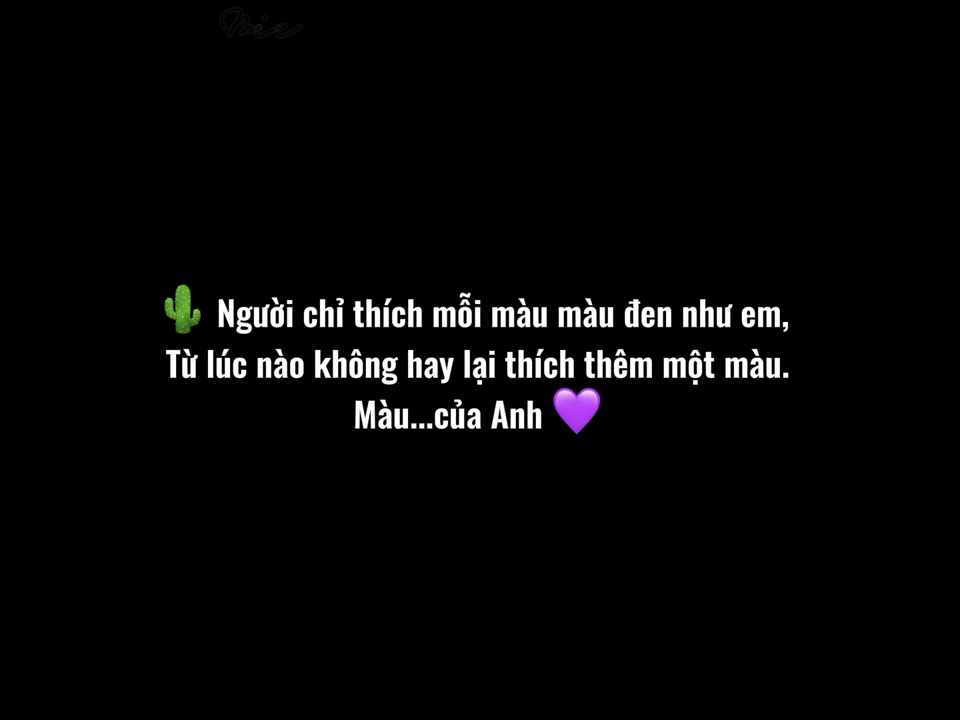 🌵 Người chỉ thích mỗi màu màu đen như em,
Từ lúc nào không hay lại thích thêm một màu.
Màu...của Anh 💜